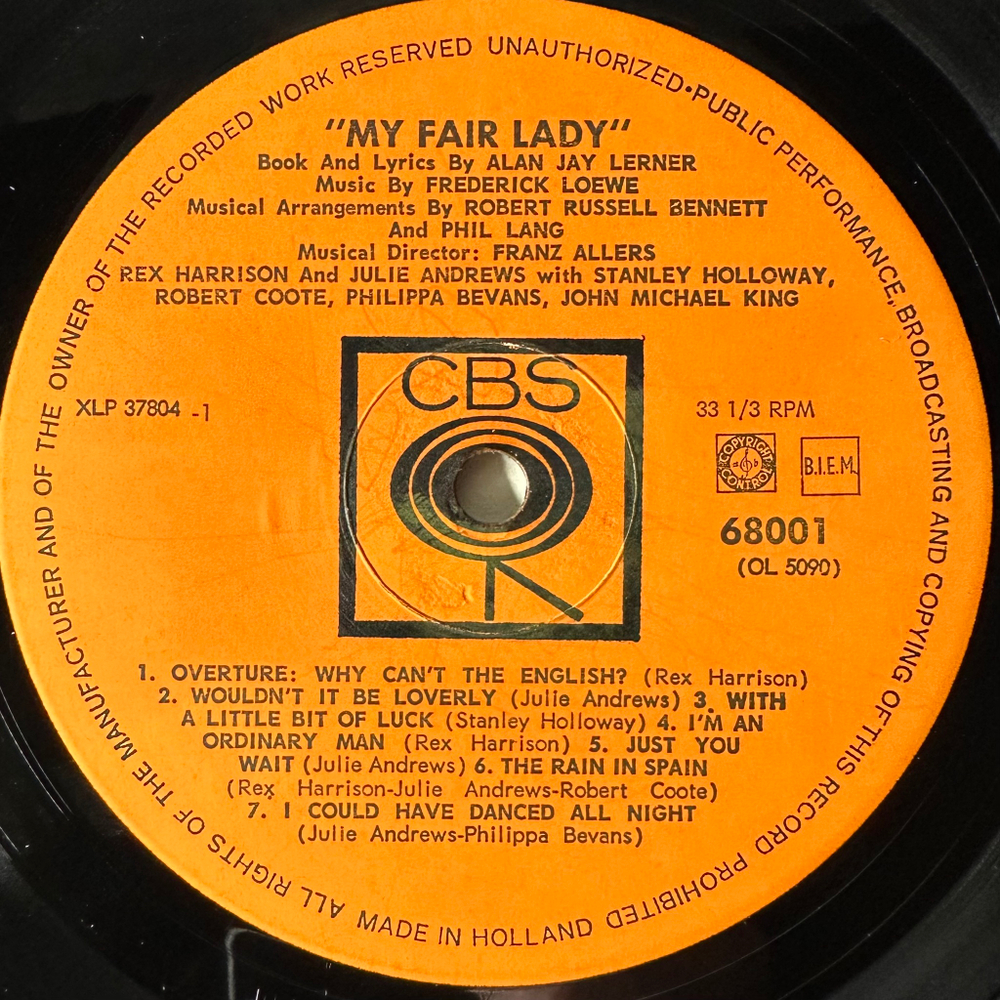 "MY FAIR LADY"
Book And Lyrics By ALAN JAY LERNER
Music By FREDERICK LOEWE
Musical Arrangements By ROBERT RUSSELL BENNETT
And PHIL LANG
Musical Director: FRANZ ALLERS
REX HARRISON And JULIE ANDREWS with STANLEY HOLLOWAY,
ROBERT COOTE, PHILIPPA BEVANS, JOHN MICHAEL KING
CBS
XLP 37804 -1
33 1/3 RPM
COPYRIGHT CONTROL
B.I.E.M.
68001
(OL 5090)
1. OVERTURE: WHY CAN'T THE ENGLISH? (Rex Harrison)
2. WOULDN'T IT BE LOVERLY (Julie Andrews) 3. WITH
A LITTLE BIT OF LUCK (Stanley Holloway) 4. I'M AN
ORDINARY MAN (Rex Harrison) 5. JUST YOU
WAIT (Julie Andrews) 6. THE RAIN IN SPAIN
(Rex Harrison-Julie Andrews-Robert Coote)
7. I COULD HAVE DANCED ALL NIGHT
(Julie Andrews-Philippa Bevans)
ALL RIGHTS OF THE MANUFACTURER AND OF THE OWNER OF THE RECORDED WORK RESERVED UNAUTHORIZED•PUBLIC PERFORMANCE, BROADCASTING AND COPYING OF THIS RECORD PROHIBITED
MADE IN HOLLAND